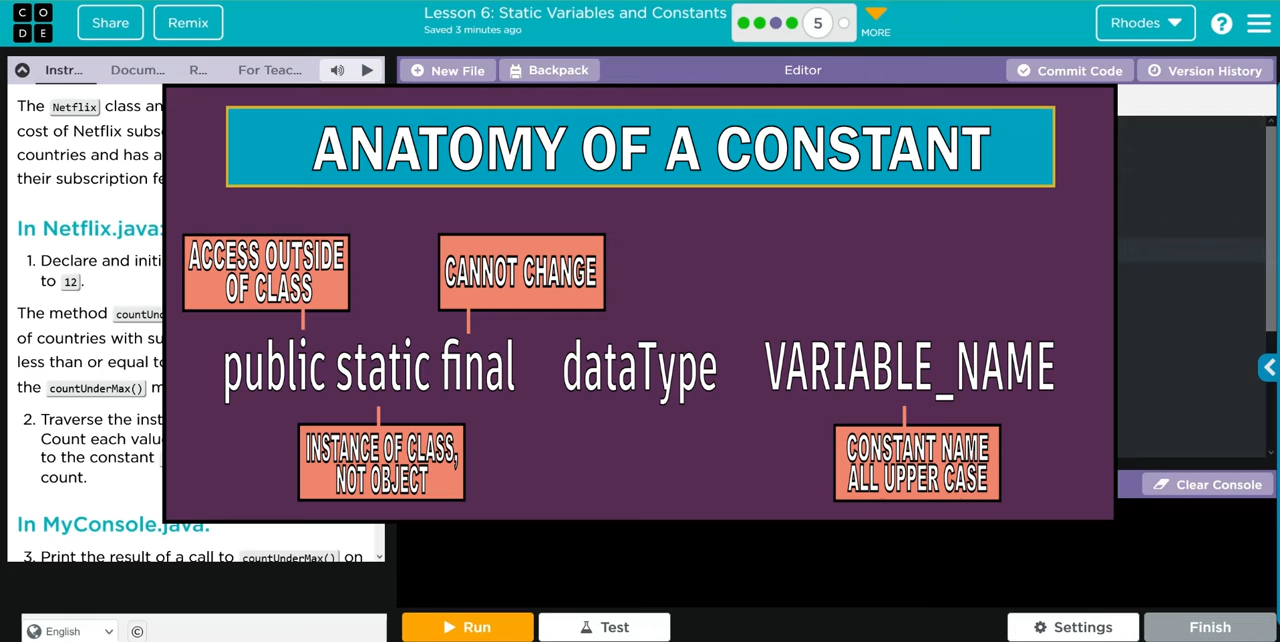 CODE
Share
Remix
Lesson 6: Static Variables and Constants
Saved 3 minutes ago
5
MORE
Rhodes
?
Instr...
Docum...
R...
For Teac...
New File
Backpack
Editor
Commit Code
Version History
The Netflix class an
cost of Netflix subs
countries and has a
their subscription fe
In Netflix.java:
1. Declare and initi
to 12.
The method countUnd
of countries with su
less than or equal to
the countUnderMax() m
2. Traverse the inst
Count each valu
to the constant
count.
In MyConsole.java:
3. Print the result of a call to countUnderMax() on
ANATOMY OF A CONSTANT
ACCESS OUTSIDE
OF CLASS
CANNOT CHANGE
public static final dataType VARIABLE_NAME
INSTANCE OF CLASS,
NOT OBJECT
CONSTANT NAME
ALL UPPER CASE
Clear Console
English
©
Run
Test
Settings
Finish